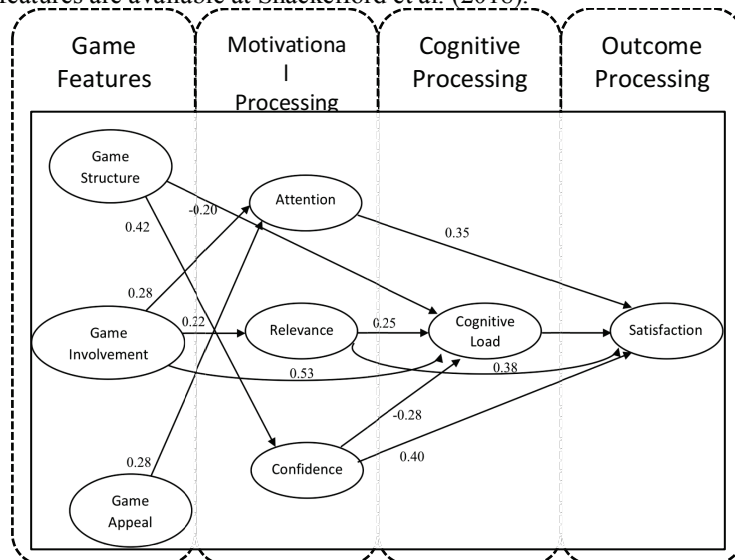 features are available at Shackelford et al. (2018).
Game
Features
Motivationa
l
Processing
Cognitive
Processing
Outcome
Processing
Game
Structure
Attention
-0.20
0.42
0.35
0.28
0.22
Game
Involvement
Relevance
0.25
Cognitive
Load
Satisfaction
0.53
0.38
-0.28
0.40
0.28
Confidence
Game
Appeal